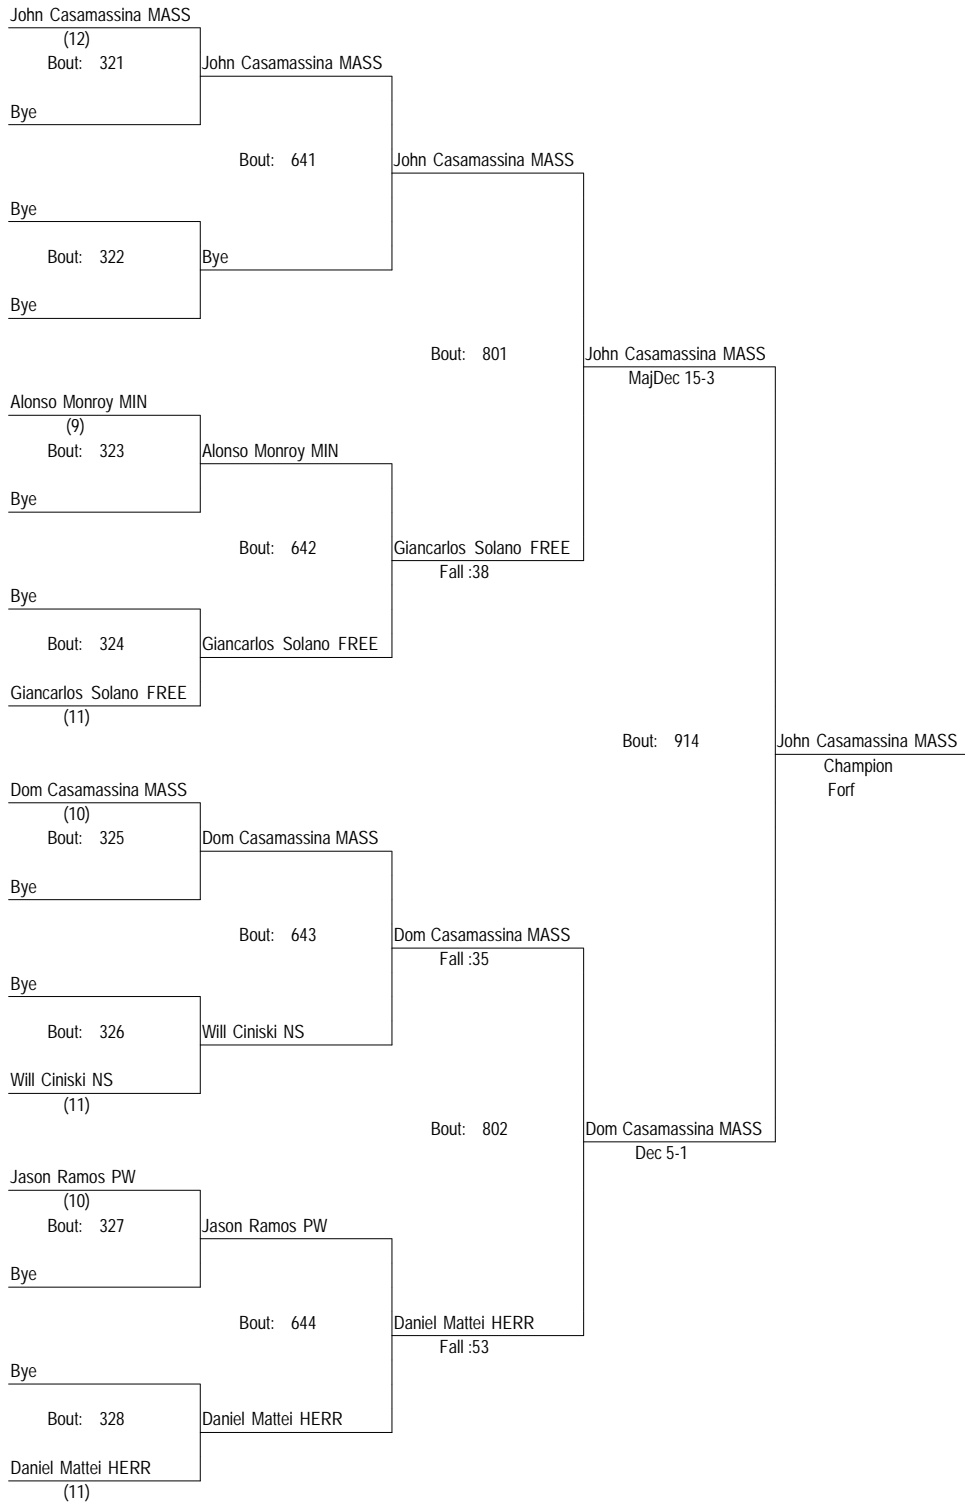 John Casamassina MASS
(12)
Bout: 321
John Casamassina MASS
Bye
Bout: 641
John Casamassina MASS
Bye
Bout: 322
Bye
Bye
Bout: 801
John Casamassina MASS
MajDec 15-3
Alonso Monroy MIN
(9)
Bout: 323
Alonso Monroy MIN
Bye
Bout: 642
Giancarlos Solano FREE
Fall :38
Bye
Bout: 324
Giancarlos Solano FREE
Giancarlos Solano FREE
(11)
Bout: 914
John Casamassina MASS
Champion
Forf
Dom Casamassina MASS
(10)
Bout: 325
Dom Casamassina MASS
Bye
Bout: 643
Dom Casamassina MASS
Fall :35
Bye
Bout: 326
Will Ciniski NS
Will Ciniski NS
(11)
Bout: 802
Dom Casamassina MASS
Dec 5-1
Jason Ramos PW
(10)
Bout: 327
Jason Ramos PW
Bye
Bout: 644
Daniel Mattei HERR
Fall :53
Bye
Bout: 328
Daniel Mattei HERR
Daniel Mattei HERR
(11)